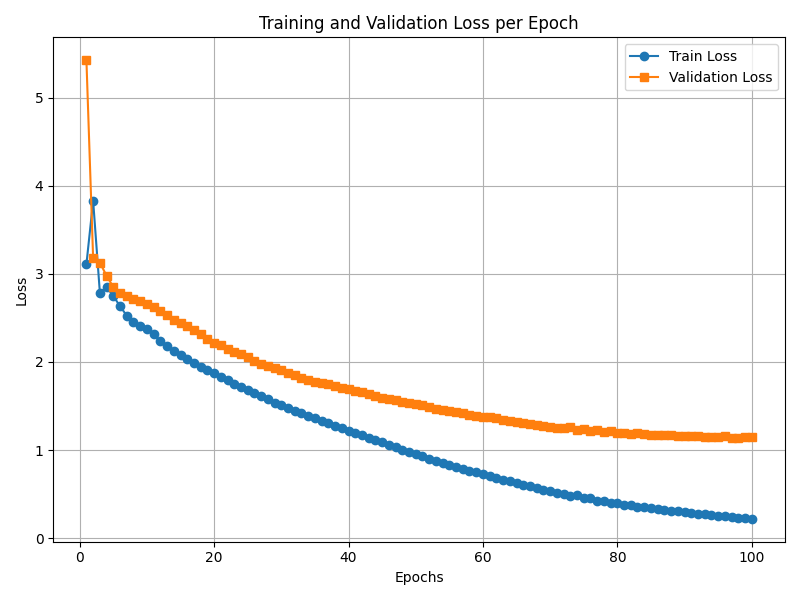 Training and Validation Loss per Epoch
Train Loss
Validation Loss
5
4
3
2
1
0
Loss
0 20 40 60 80 100
Epochs